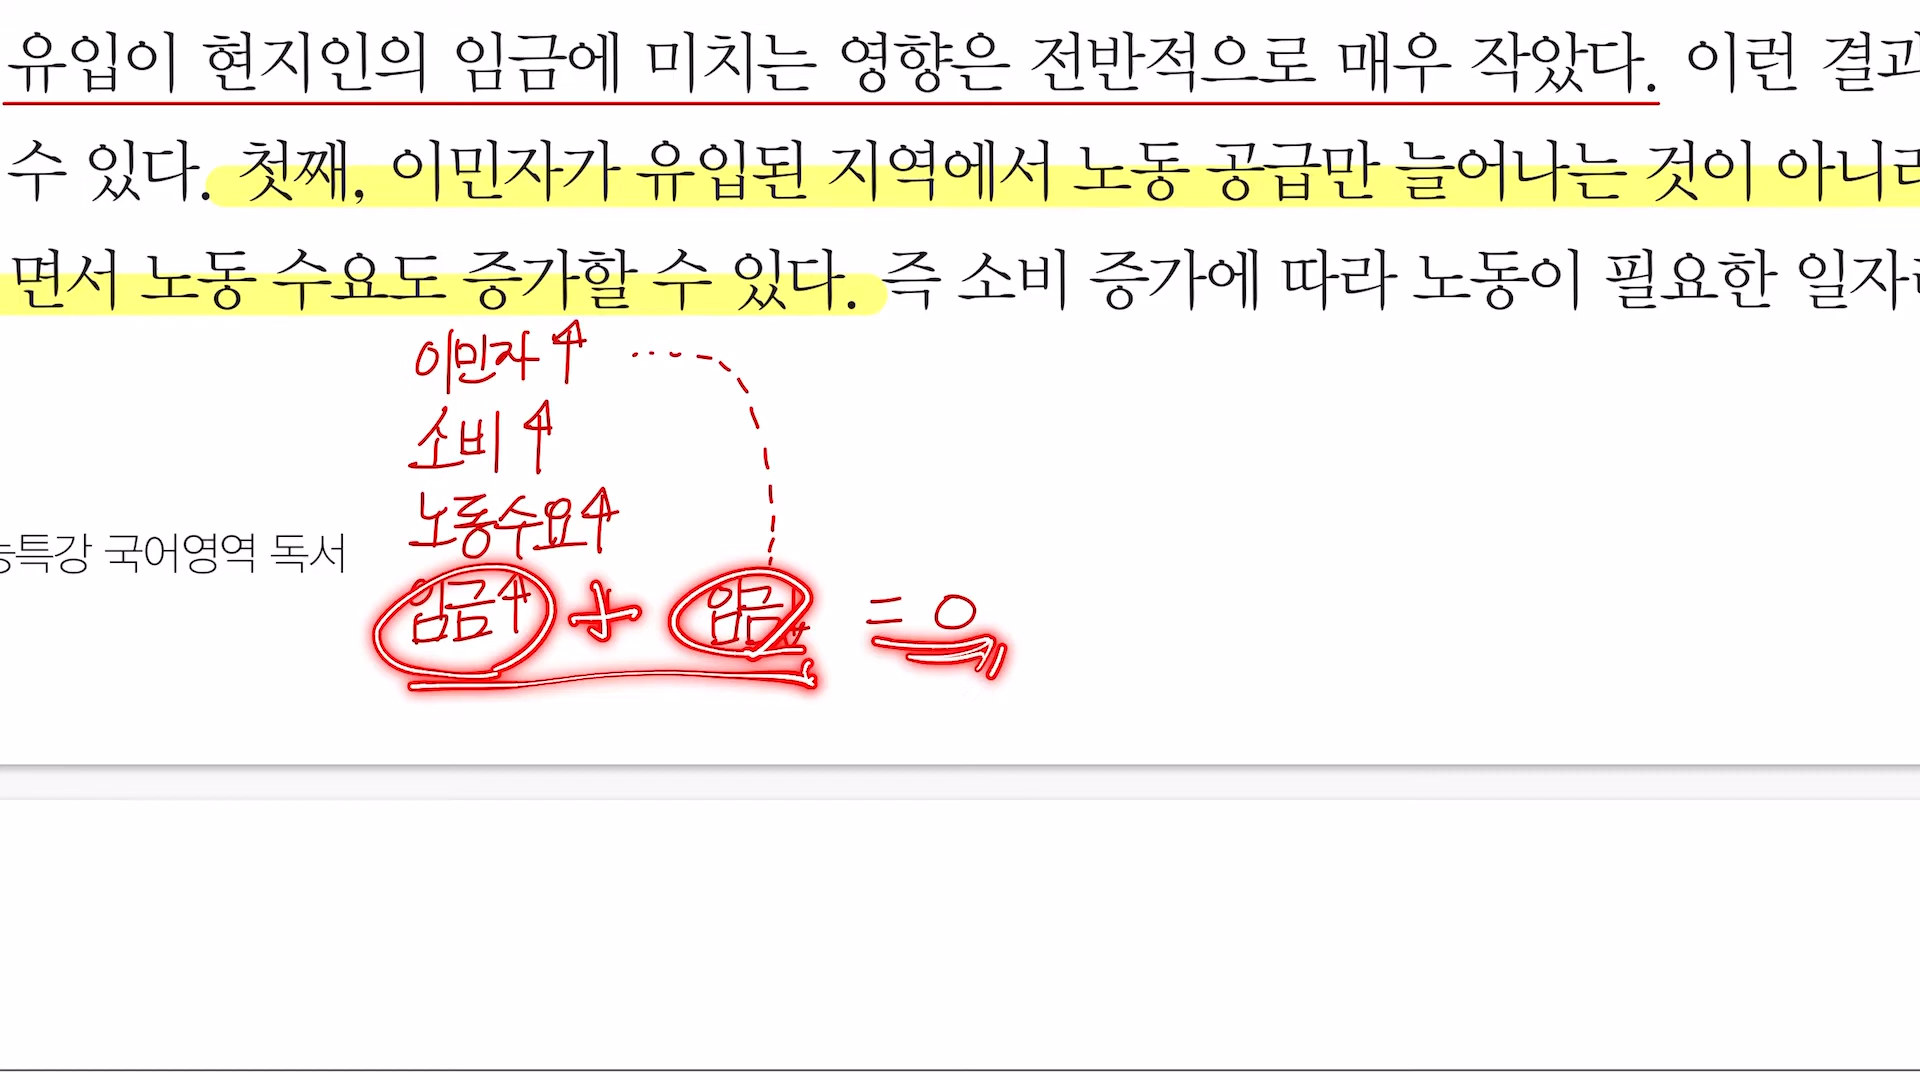 유입이 현지인의 임금에 미치는 영향은 전반적으로 매우 작았다. 이런 결과
수 있다. 첫째, 이민자가 유입된 지역에서 노동 공급만 늘어나는 것이 아니라
면서 노동 수요도 증가할 수 있다. 즉 소비 증가에 따라 노동이 필요한 일자리
이민자↑
소비↑
노동수요↑
능특강 국어영역 독서
임금↑ + 임금↓ = 0